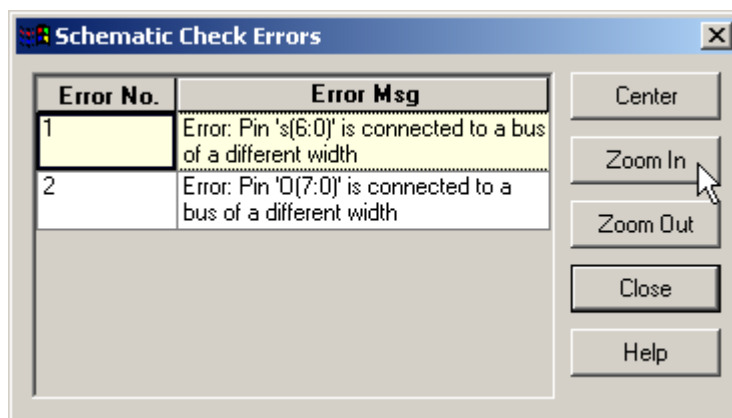 Schematic Check Errors
Error No. Error Msg
1 Error: Pin 's(6:0)' is connected to a bus
of a different width
2 Error: Pin 'O(7:0)' is connected to a
bus of a different width
Center
Zoom In
Zoom Out
Close
Help